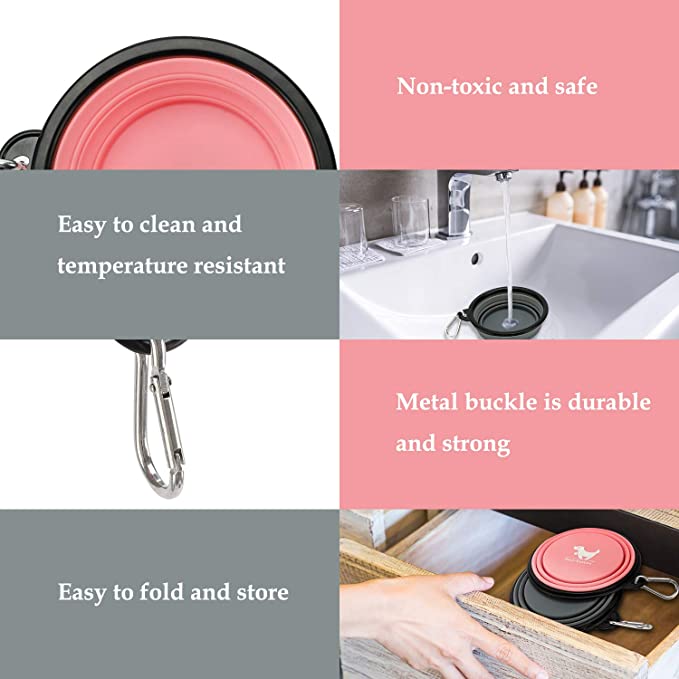 Non-toxic and safe
Easy to clean and
temperature resistant
Metal buckle is durable
and strong
Easy to fold and store